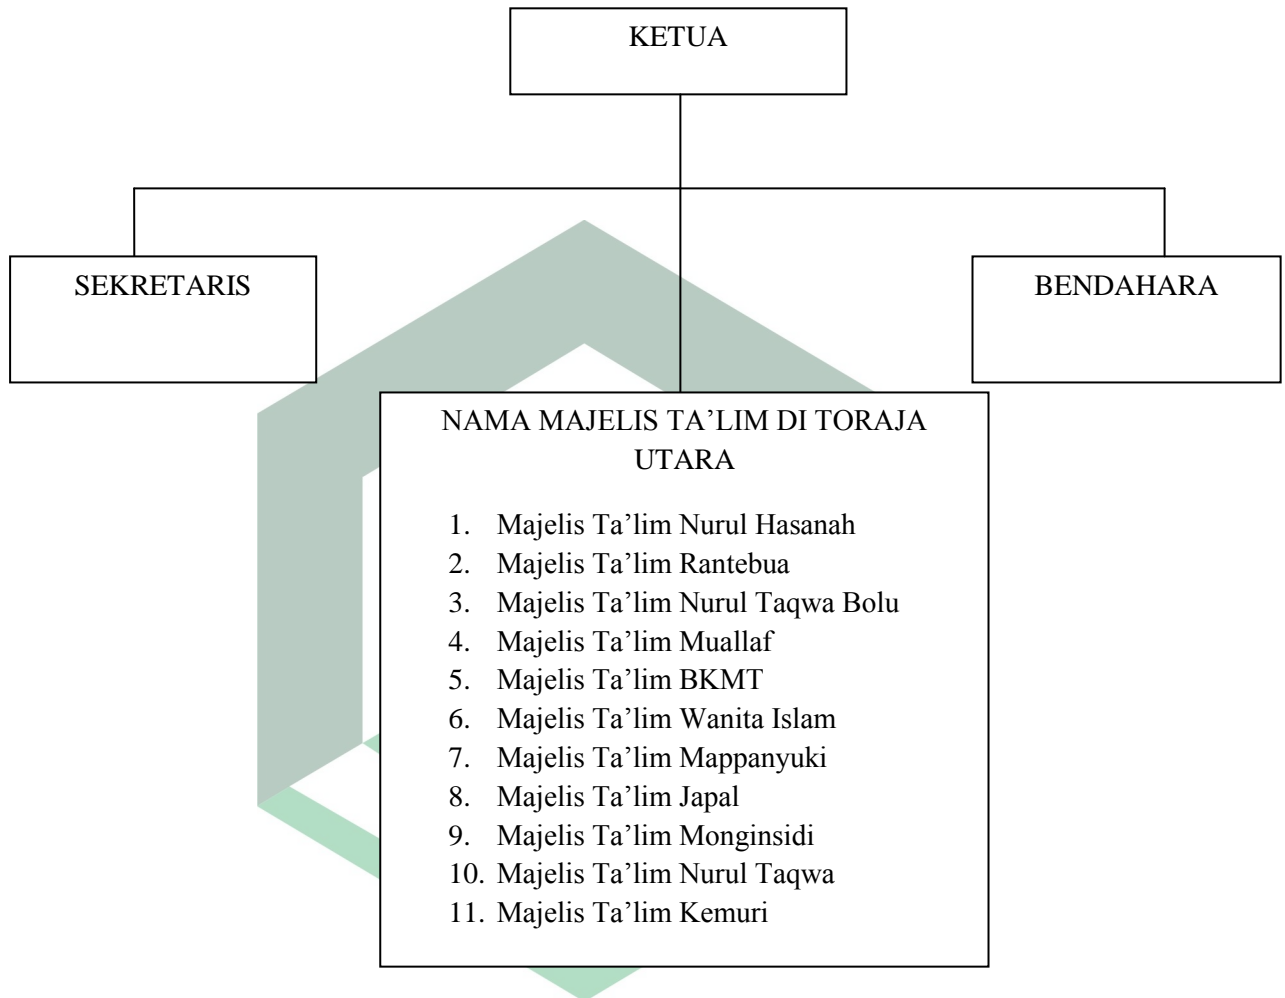 KETUA
SEKRETARIS
BENDAHARA
NAMA MAJELIS TA’LIM DI TORAJA
UTARA
1. Majelis Ta’lim Nurul Hasanah
2. Majelis Ta’lim Rantebua
3. Majelis Ta’lim Nurul Taqwa Bolu
4. Majelis Ta’lim Muallaf
5. Majelis Ta’lim BKMT
6. Majelis Ta’lim Wanita Islam
7. Majelis Ta’lim Mappanyuki
8. Majelis Ta’lim Japal
9. Majelis Ta’lim Monginsidi
10. Majelis Ta’lim Nurul Taqwa
11. Majelis Ta’lim Kemuri